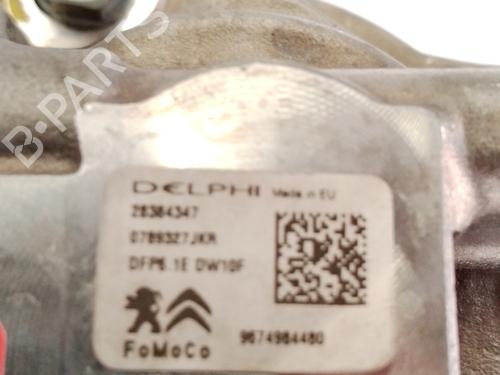 B-PARTS
DELPHI Made in EU
28384347
0789327JKR
DFP6.1E DW10F
FoMoCo 9674984480